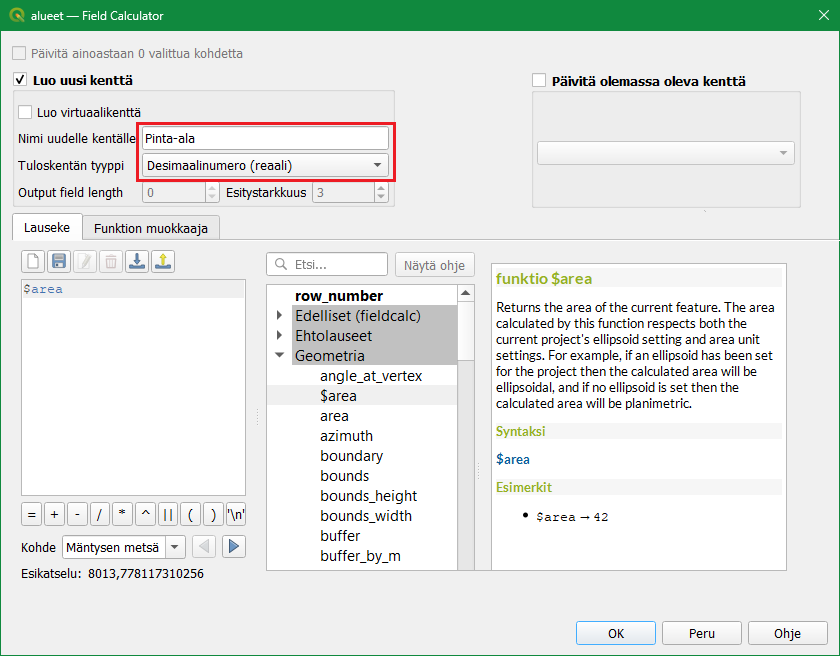 alueet — Field Calculator
Päivitä ainoastaan 0 valittua kohdetta
Luo uusi kenttä
Päivitä olemassa oleva kenttä
Luo virtuaalikenttä
Nimi uudelle kentälle
Pinta-ala
Tuloskentän tyyppi
Desimaalinumero (reaali)
Output field length
0
Esitystarkkuus
3
Lauseke
Funktion muokkaaja
$area
= + - / * ^ || ( ) '\n'
Kohde
Mäntysen metsä
Esikatselu: 8013,778117310256
Etsi...
Näytä ohje
row_number
Edelliset (fieldcalc)
Ehtolauseet
Geometria
angle_at_vertex
$area
area
azimuth
boundary
bounds
bounds_height
bounds_width
buffer
buffer_by_m
funktio $area
Returns the area of the current feature. The area
calculated by this function respects both the
current project's ellipsoid setting and area unit
settings. For example, if an ellipsoid has been set
for the project then the calculated area will be
ellipsoidal, and if no ellipsoid is set then the
calculated area will be planimetric.
Syntaksi
$area
Esimerkit
• $area → 42
OK
Peru
Ohje